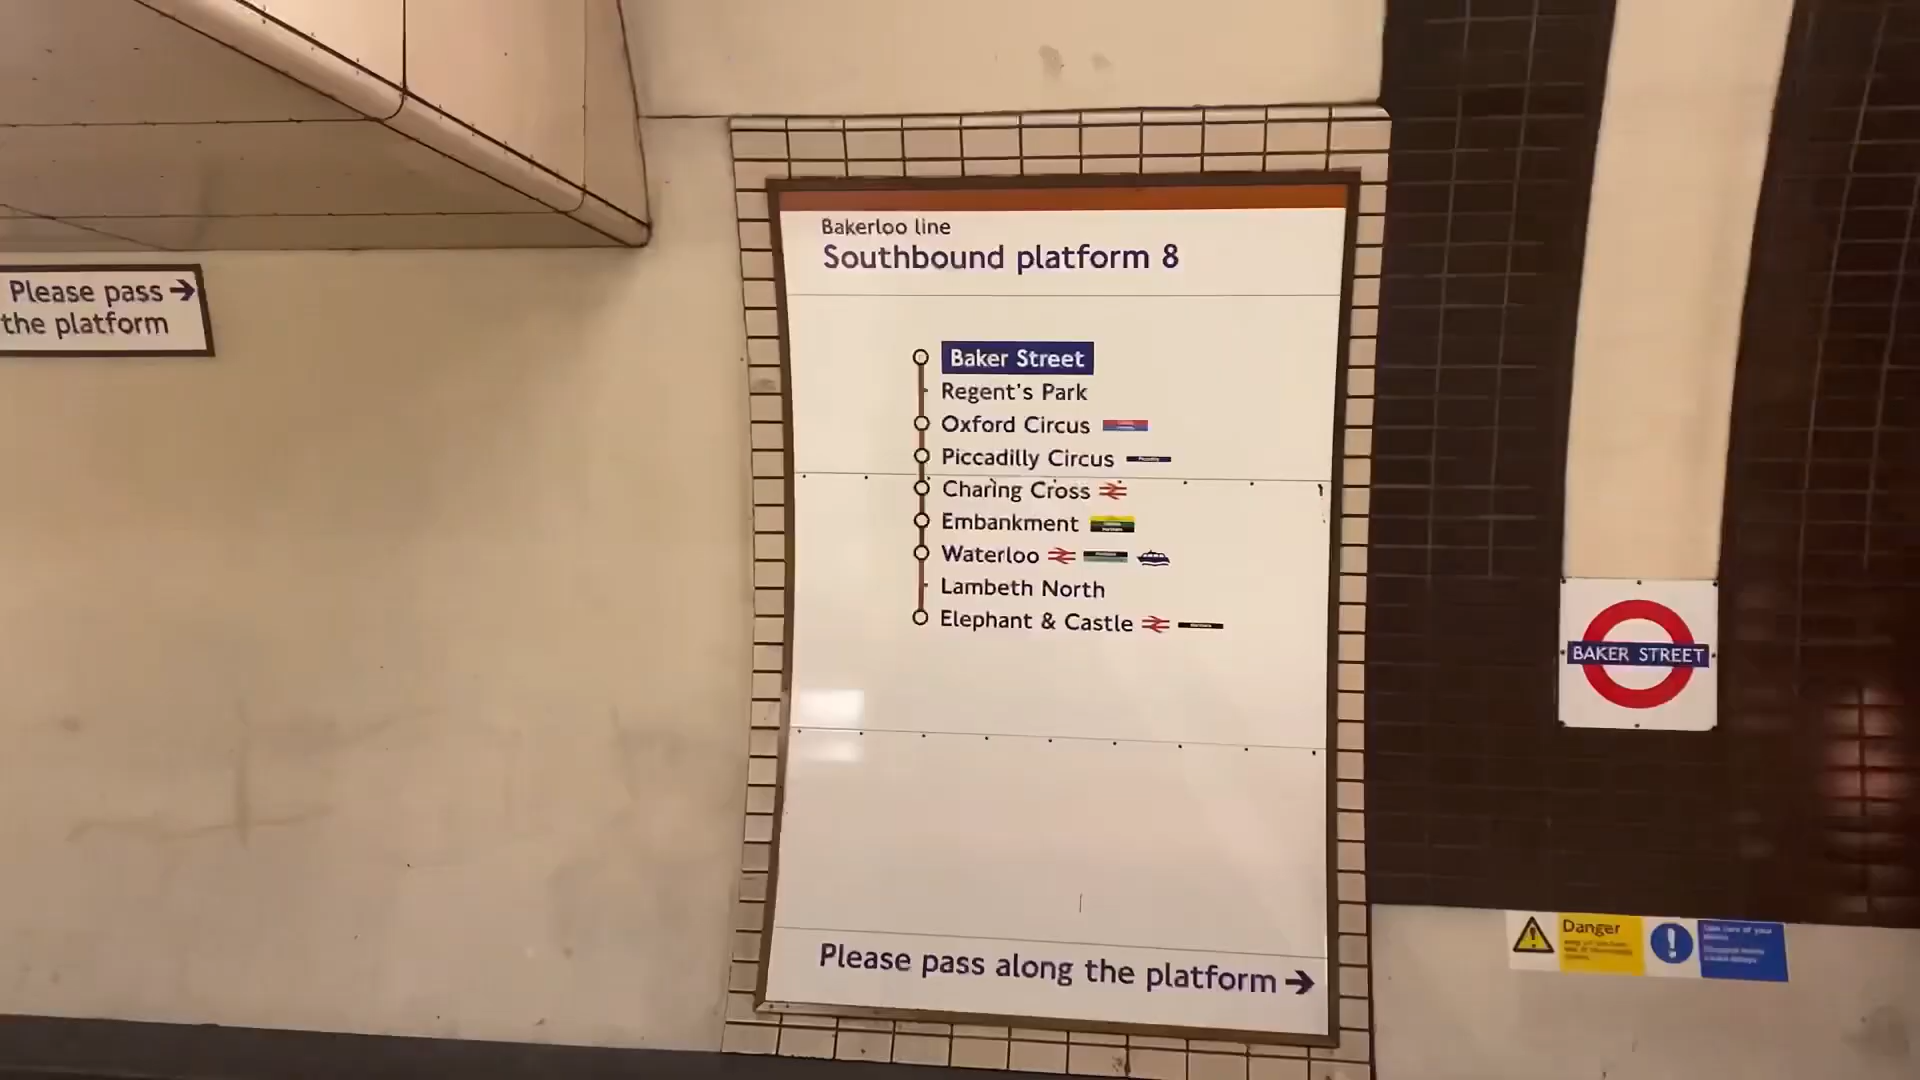 Please pass →
the platform
Bakerloo line
Southbound platform 8
Baker Street
Regent's Park
Oxford Circus
Piccadilly Circus
Charing Cross
Embankment
Waterloo
Lambeth North
Elephant & Castle
Please pass along the platform →
BAKER STREET
Danger